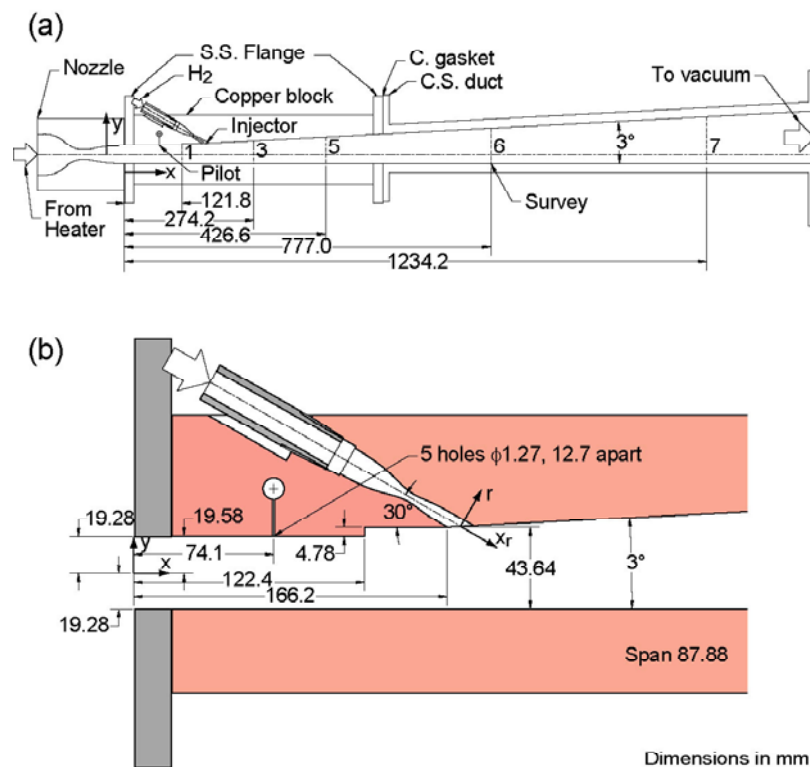 (a)
S.S. Flange
C. gasket
C.S. duct
Nozzle
H2
Copper block
To vacuum
y
Injector
1
3
5
3°
6
7
Pilot
x
121.8
From
Heater
274.2
Survey
426.6
777.0
1234.2
(b)
5 holes ϕ1.27, 12.7 apart
r
19.28
19.58
30°
y
xr
74.1
4.78
x
43.64
3°
122.4
166.2
19.28
Span 87.88
Dimensions in mm